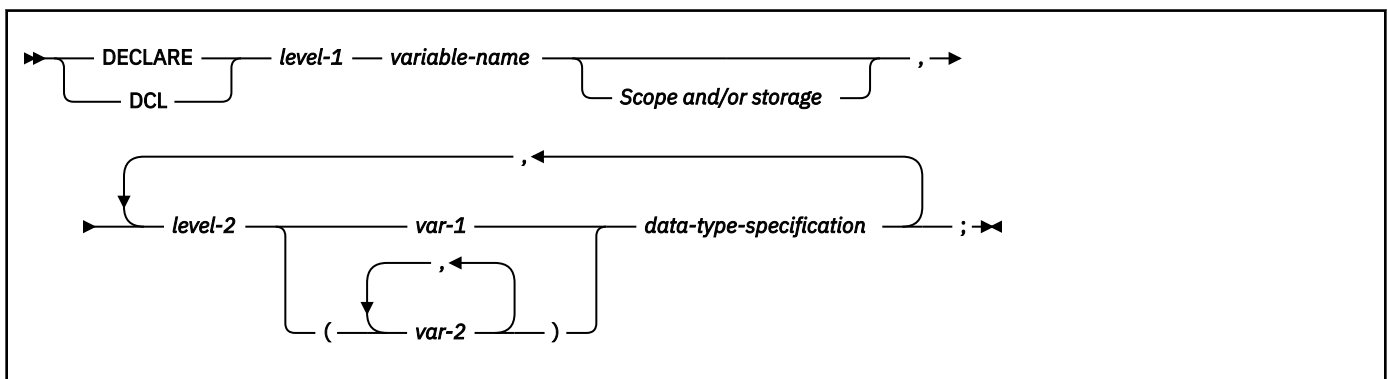 DECLARE level-1 variable-name ,
DCL Scope and/or storage
,
level-2 var-1 data-type-specification ;
,
( var-2 )